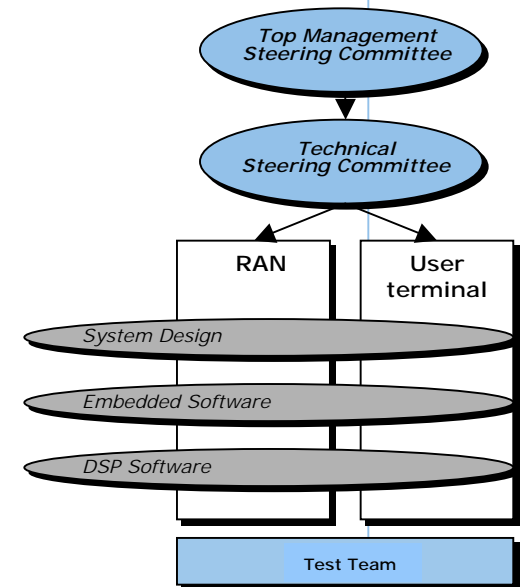 Top Management
Steering Committee
Technical
Steering Committee
RAN
User
terminal
System Design
Embedded Software
DSP Software
Test Team